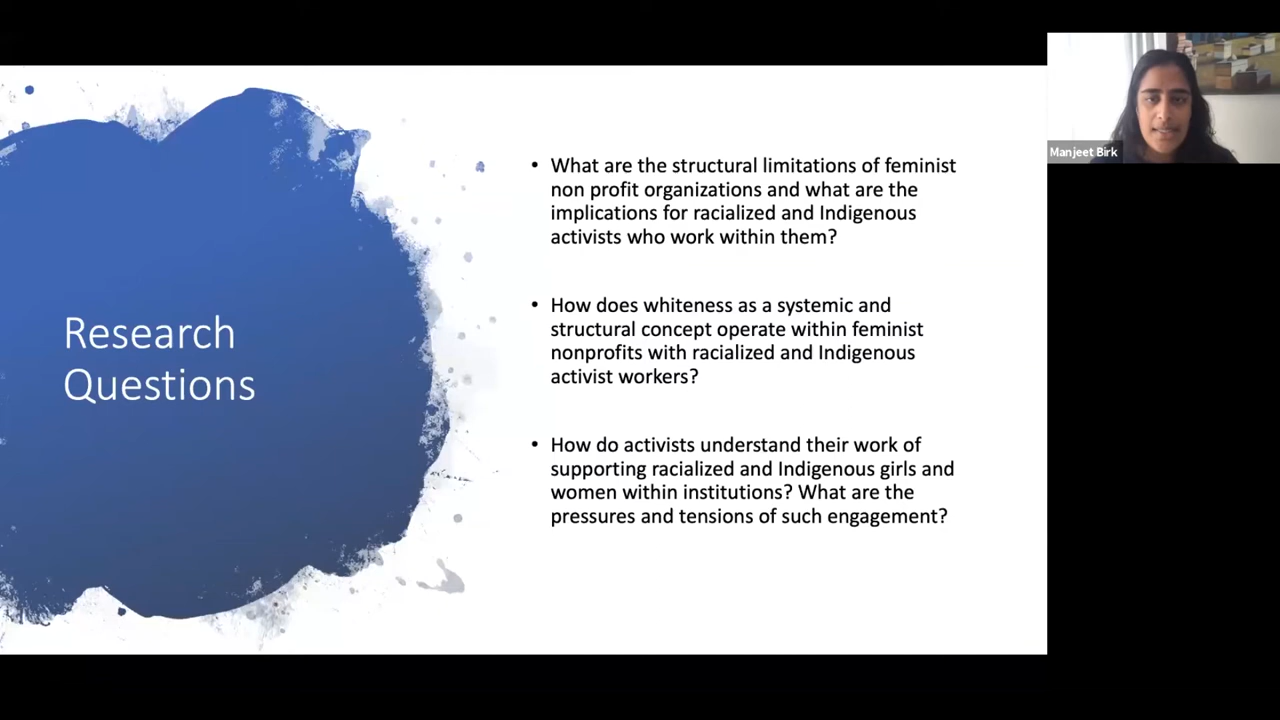 Research
Questions
• What are the structural limitations of feminist
non profit organizations and what are the
implications for racialized and Indigenous
activists who work within them?
• How does whiteness as a systemic and
structural concept operate within feminist
nonprofits with racialized and Indigenous
activist workers?
• How do activists understand their work of
supporting racialized and Indigenous girls and
women within institutions? What are the
pressures and tensions of such engagement?
Manjeet Birk